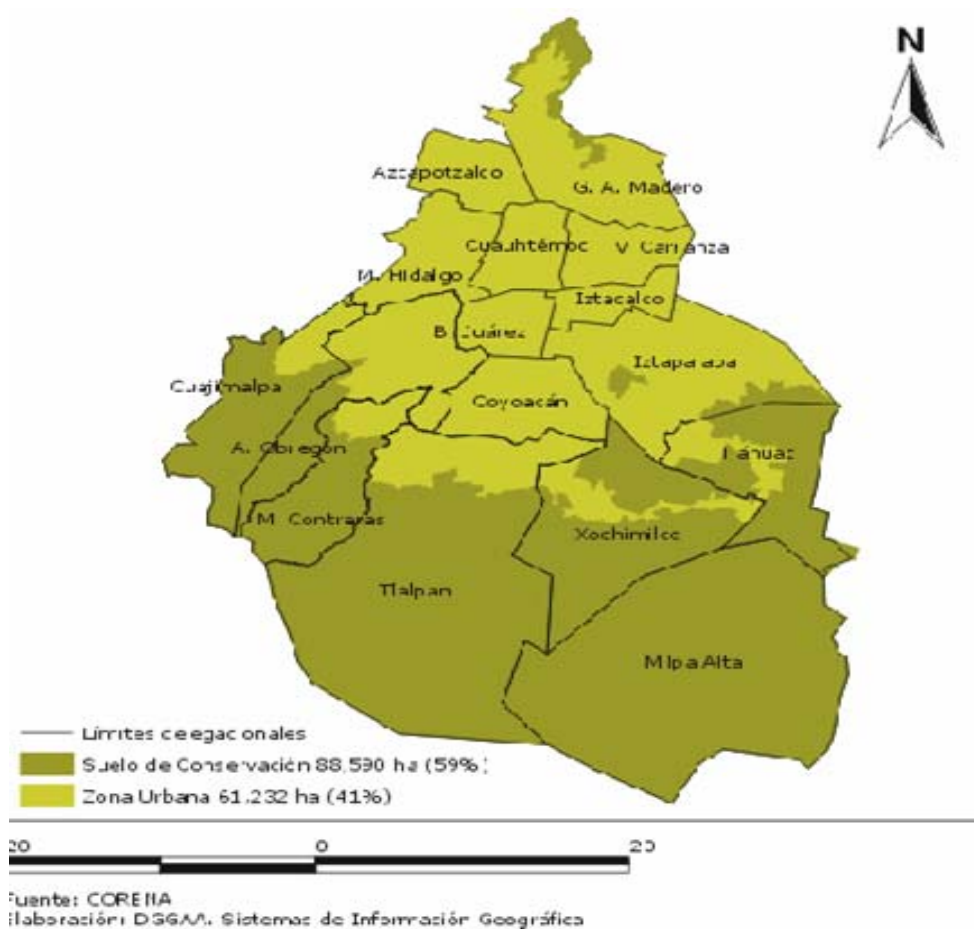 N
Azcapotzalco
G. A. Madero
Cuauhtémoc
V. Carranza
M. Hidalgo
Iztacalco
B. Juárez
Iztapalapa
Cuajimalpa
Coyoacán
A. Obregón
Tláhuac
M. Contreras
Xochimilco
Tlalpan
Milpa Alta
Límites delegacionales
Suelo de Conservación 88,590 ha (59%)
Zona Urbana 61,232 ha (41%)
20 0 20
Fuente: CORENA
Elaboración: DGGAA. Sistemas de Información Geográfica